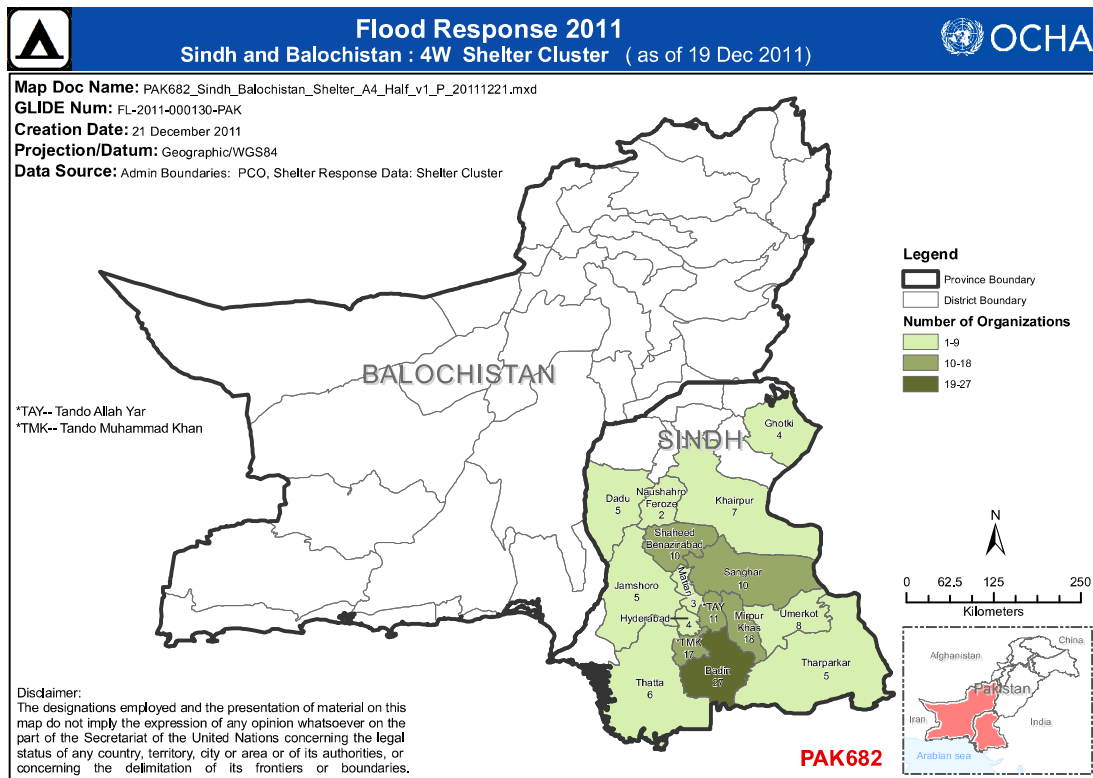 Flood Response 2011
Sindh and Balochistan : 4W Shelter Cluster ( as of 19 Dec 2011)
OCHA
Map Doc Name: PAK682_Sindh_Balochistan_Shelter_A4_Half_v1_P_20111221.mxd
GLIDE Num: FL-2011-000130-PAK
Creation Date: 21 December 2011
Projection/Datum: Geographic/WGS84
Data Source: Admin Boundaries: PCO, Shelter Response Data: Shelter Cluster
Legend
Province Boundary
District Boundary
Number of Organizations
1-9
10-18
19-27
BALOCHISTAN
*TAY-- Tando Allah Yar
*TMK-- Tando Muhammad Khan
SINDH
Ghotki
4
Dadu
5
Naushahro
Feroze
2
Khairpur
7
Shaheed
Benazirabad
10
Sanghar
10
Jamshoro
5
Matiari
3
Hyderabad
4
*TAY
11
Mirpur
Khas
18
Umerkot
8
*TMK
17
Badin
27
Tharparkar
5
Thatta
6
N
0 62.5 125 250
Kilometers
China
Afghanistan
Pakistan
Iran
India
Arabian sea
Disclaimer:
The designations employed and the presentation of material on this
map do not imply the expression of any opinion whatsoever on the
part of the Secretariat of the United Nations concerning the legal
status of any country, territory, city or area or of its authorities, or
concerning the delimitation of its frontiers or boundaries.
PAK682